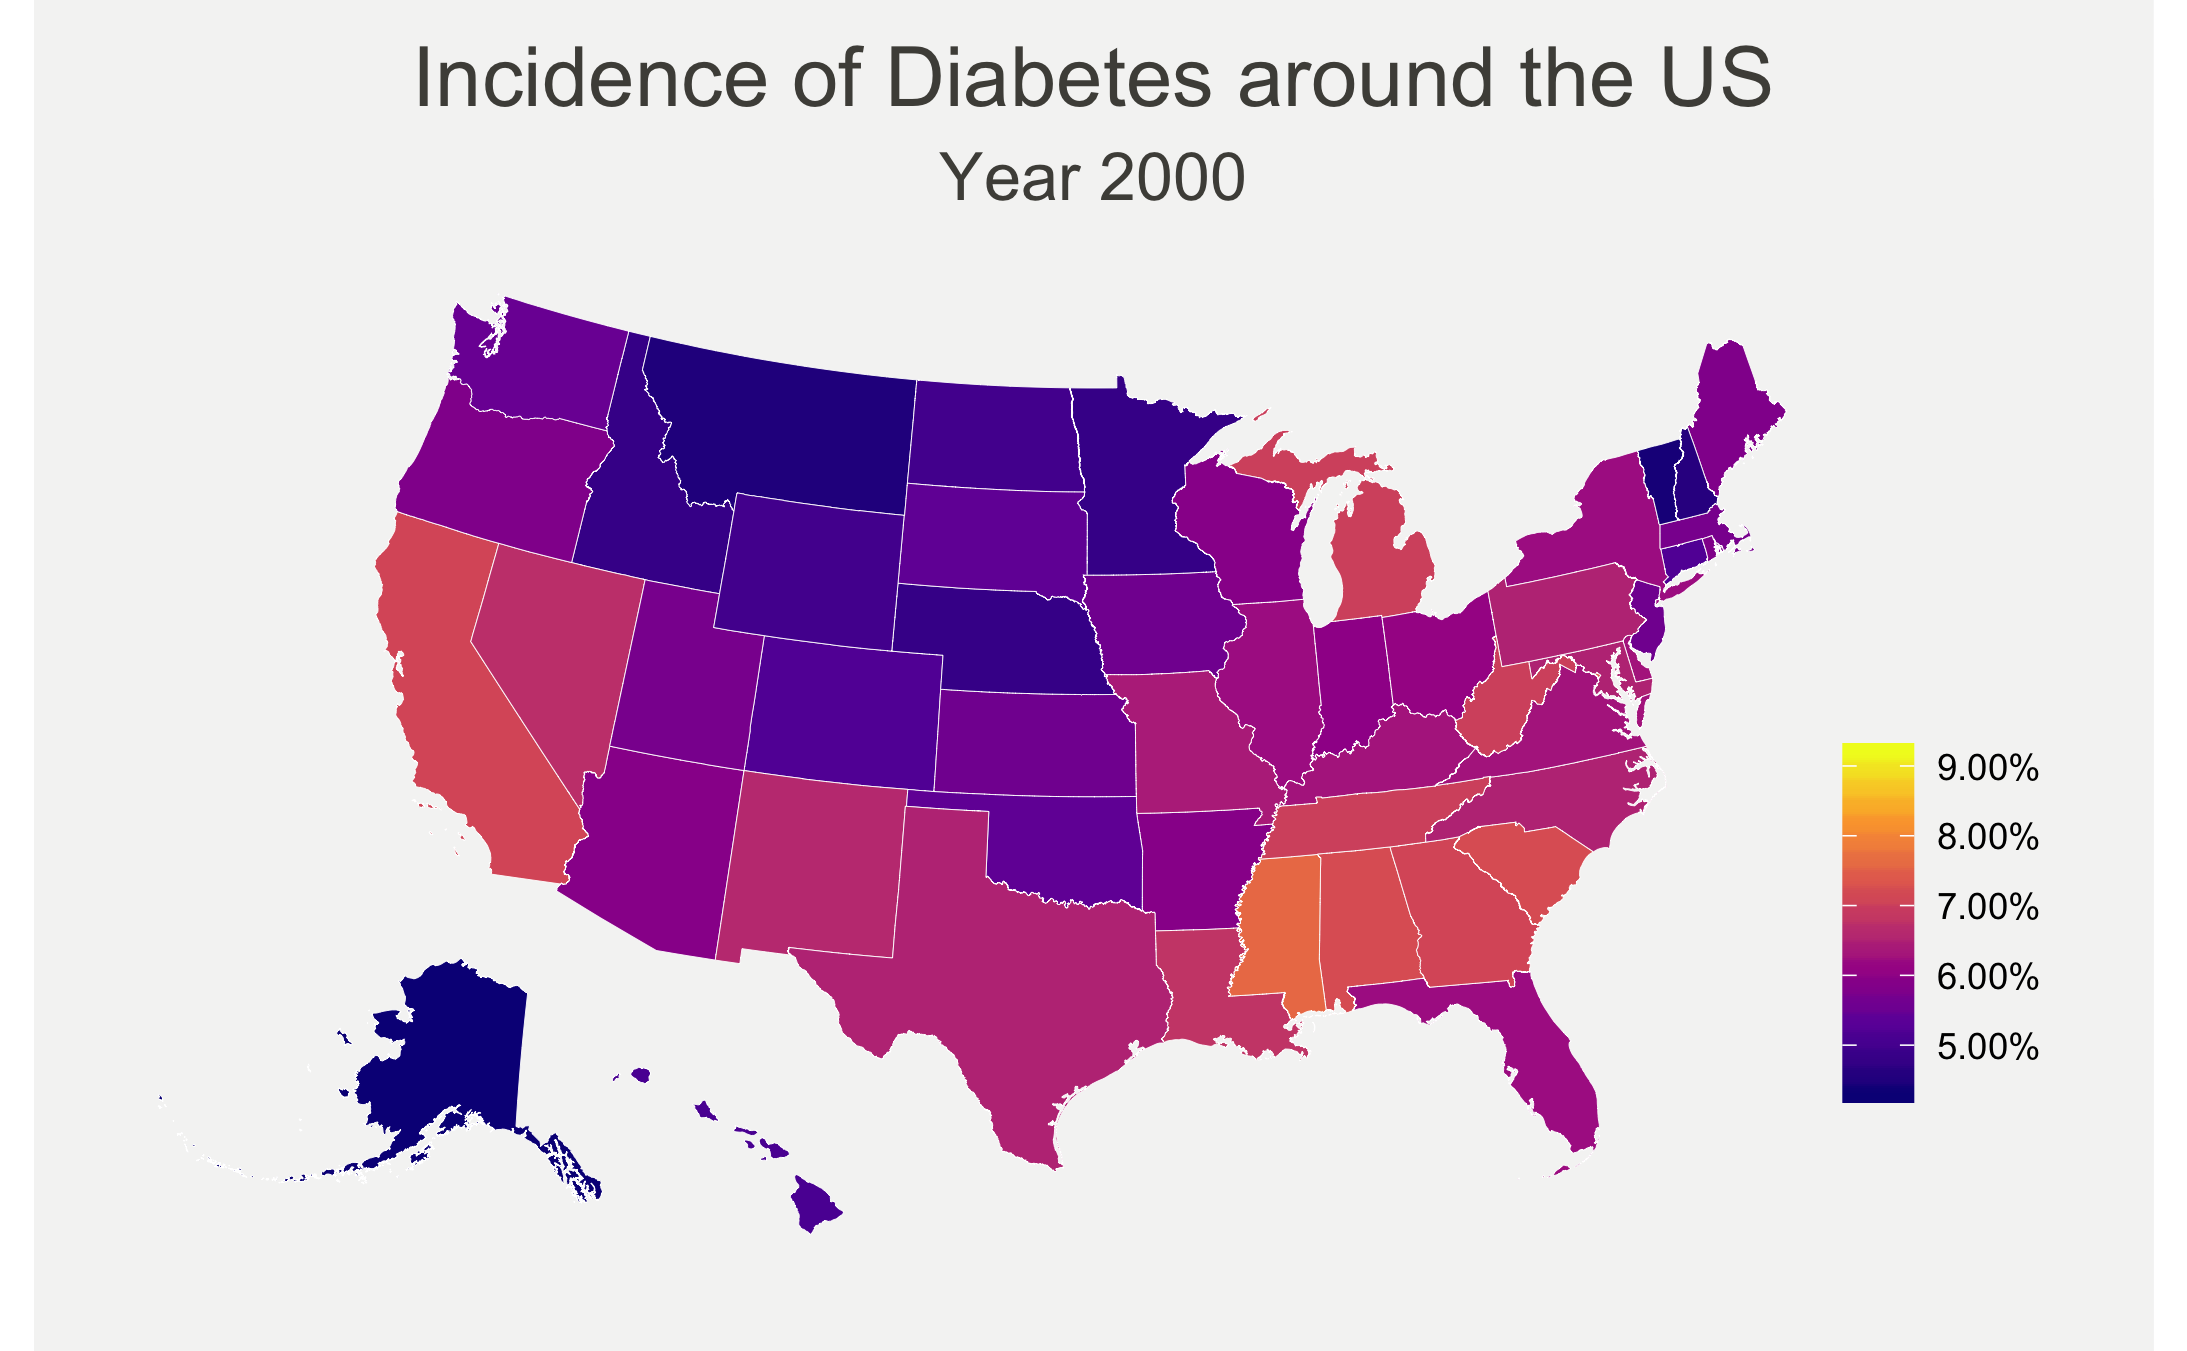 Incidence of Diabetes around the US
Year 2000
9.00%
8.00%
7.00%
6.00%
5.00%